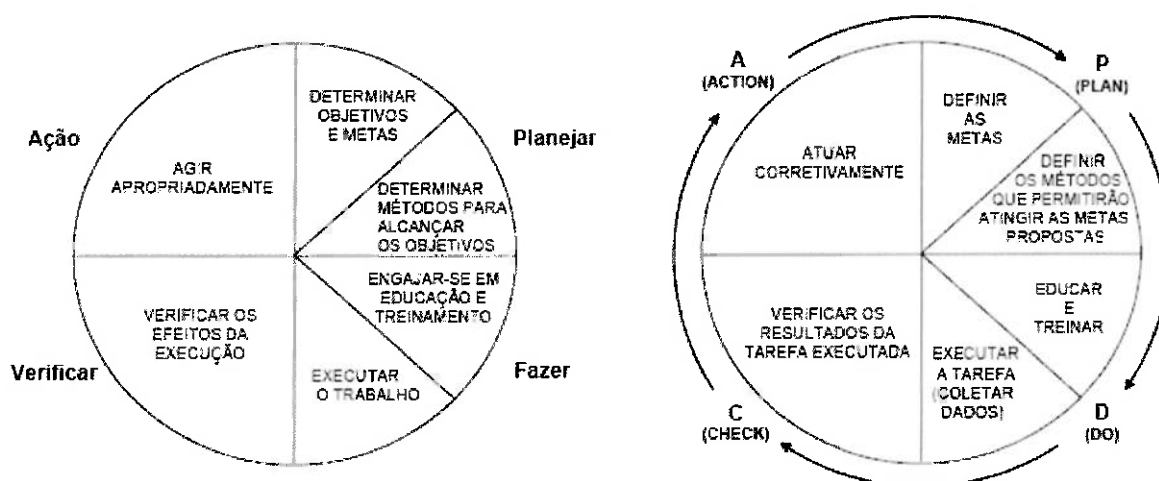 Ação
DETERMINAR
OBJETIVOS
E METAS
Planejar
AGIR
APROPRIADAMENTE
DETERMINAR
MÉTODOS PARA
ALCANÇAR
OS OBJETIVOS
ENGAJAR-SE EM
EDUCAÇÃO E
TREINAMENTO
VERIFICAR OS
EFEITOS DA
EXECUÇÃO
Verificar
EXECUTAR
O TRABALHO
Fazer
A
(ACTION)
P
(PLAN)
DEFINIR
AS
METAS
ATUAR
CORRETIVAMENTE
DEFINIR
OS MÉTODOS
QUE PERMITIRÃO
ATINGIR AS METAS
PROPOSTAS
EDUCAR
E
TREINAR
VERIFICAR OS
RESULTADOS DA
TAREFA EXECUTADA
EXECUTAR
A TAREFA
(COLETAR
DADOS)
C
(CHECK)
D
(DO)